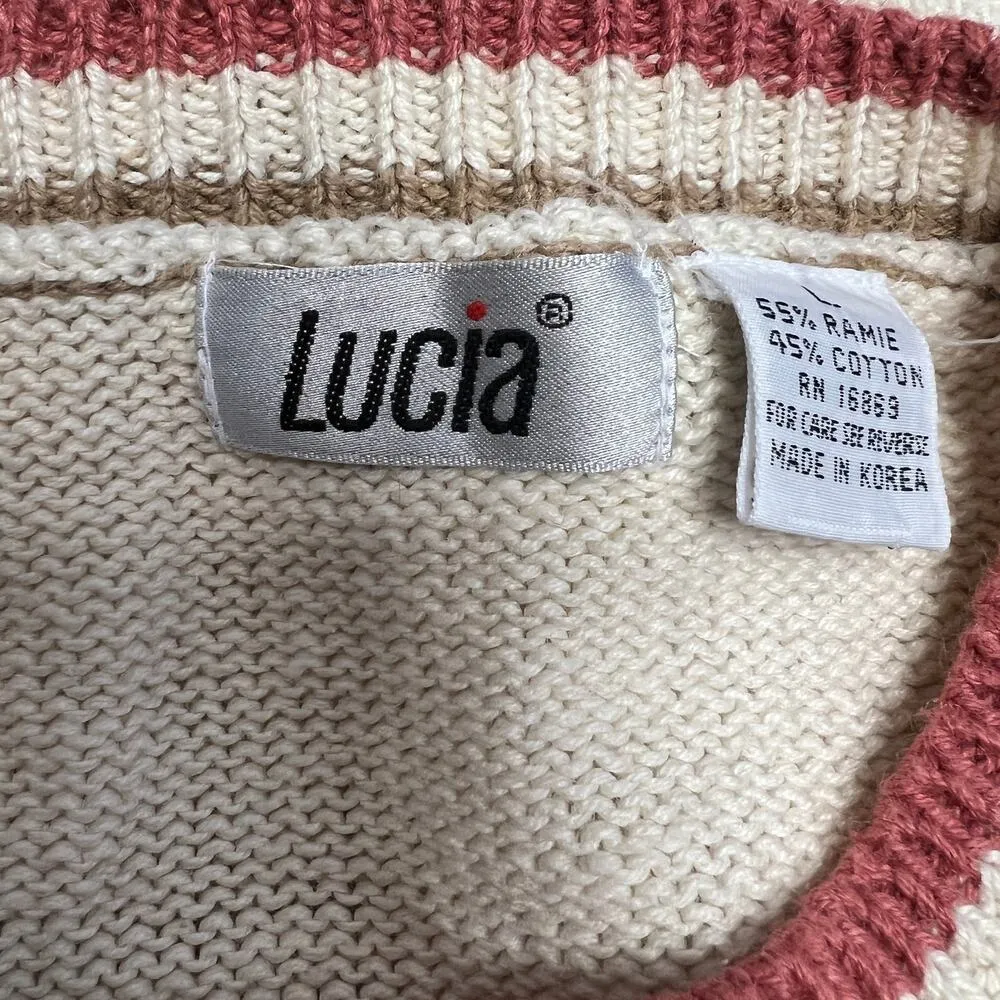 Lucia®
L.
55% RAMIE
45% COTTON
RN 16869
FOR CARE SEE REVERSE
MADE IN KOREA